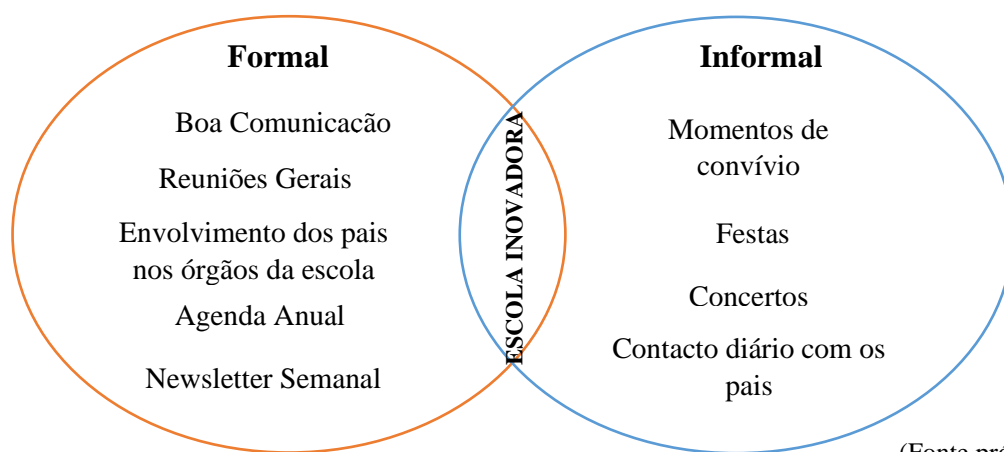 Formal
Boa Comunicacão
Reuniões Gerais
Envolvimento dos pais
nos órgãos da escola
Agenda Anual
Newsletter Semanal
ESCOLA INOVADORA
Informal
Momentos de
convívio
Festas
Concertos
Contacto diário com os
pais
(Fonte